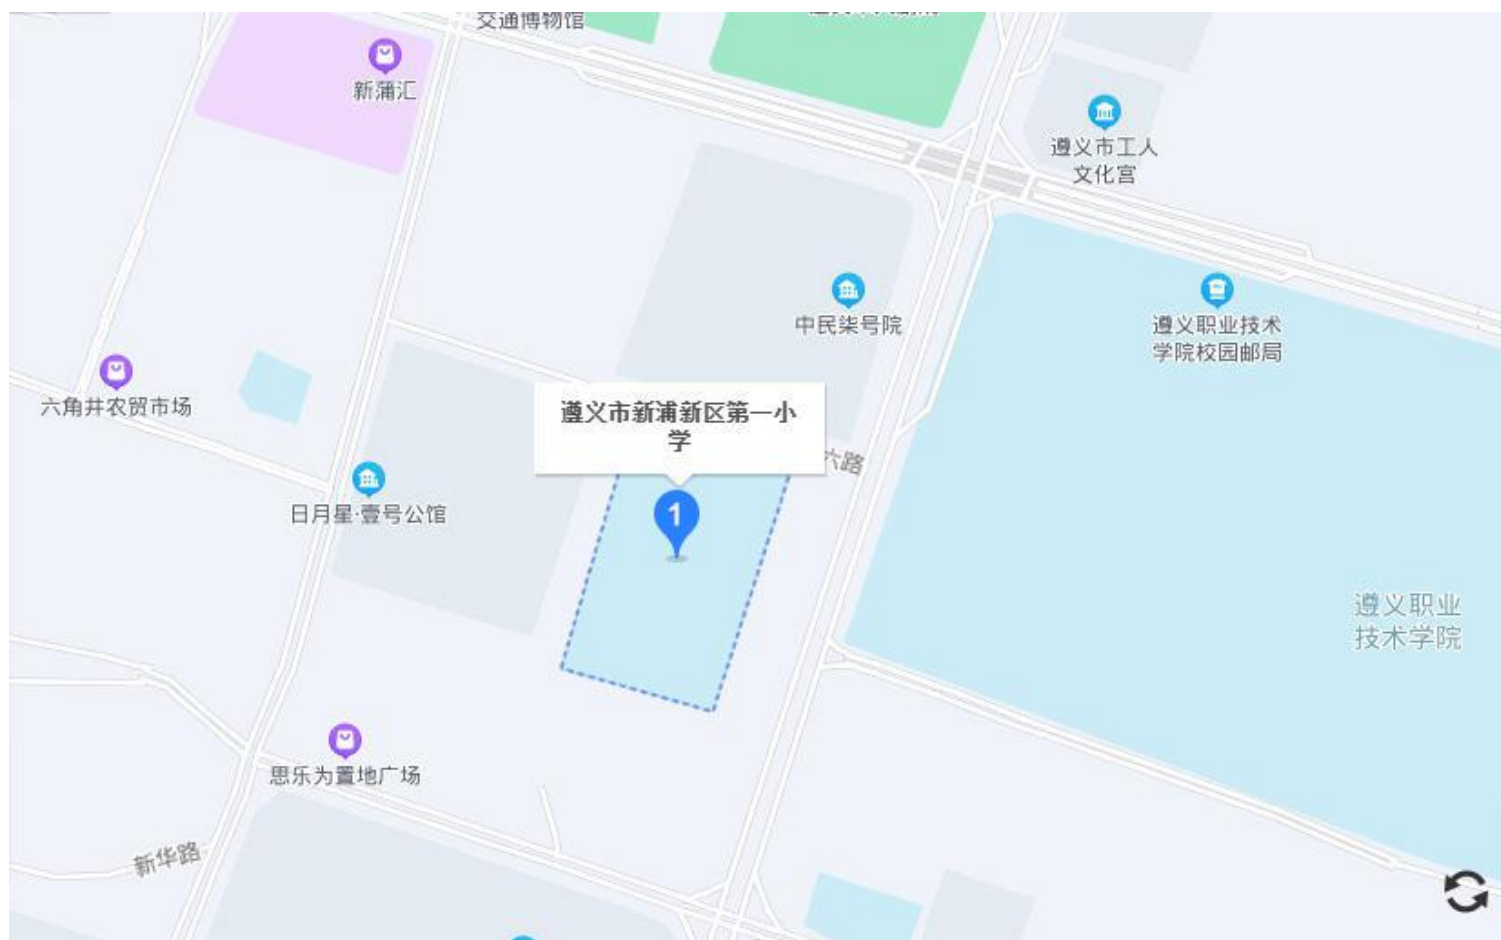 交通博物馆
新蒲汇
遵义市工人
文化宫
中民柒号院
遵义职业技术
学院校园邮局
六角井农贸市场
遵义市新浦新区第一小
学
六路
日月星·壹号公馆
1
遵义职业
技术学院
思乐为置地广场
新华路